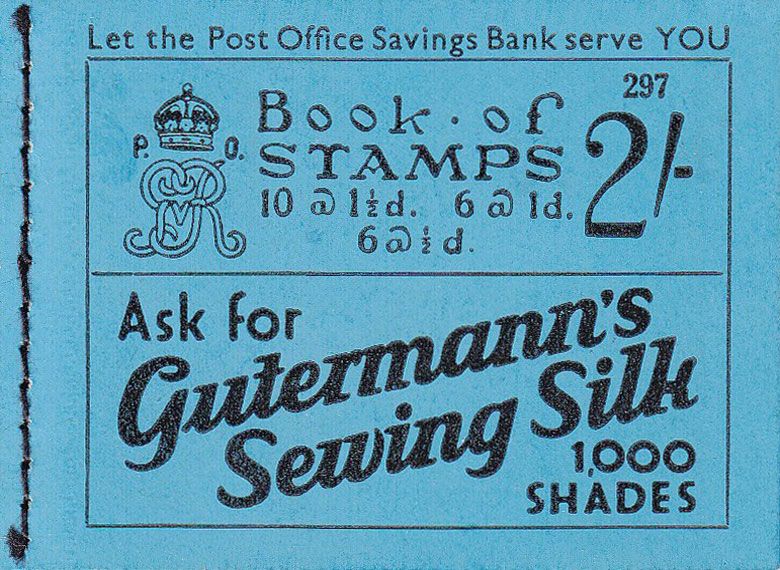 Let the Post Office Savings Bank serve YOU
297
P. O.
GRI
Book · of
STAMPS
2/-
10 @ 1½d. 6 @ 1d.
6 @ ½d.
Ask for
Gutermann's
Sewing Silk
1,000
SHADES